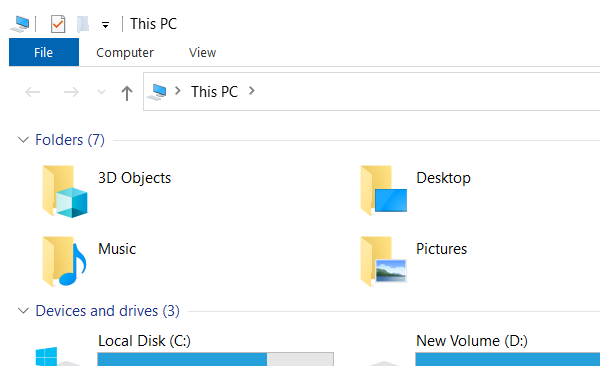 This PC
File Computer View
This PC
Folders (7)
3D Objects Desktop
Music Pictures
Devices and drives (3)
Local Disk (C:) New Volume (D:)